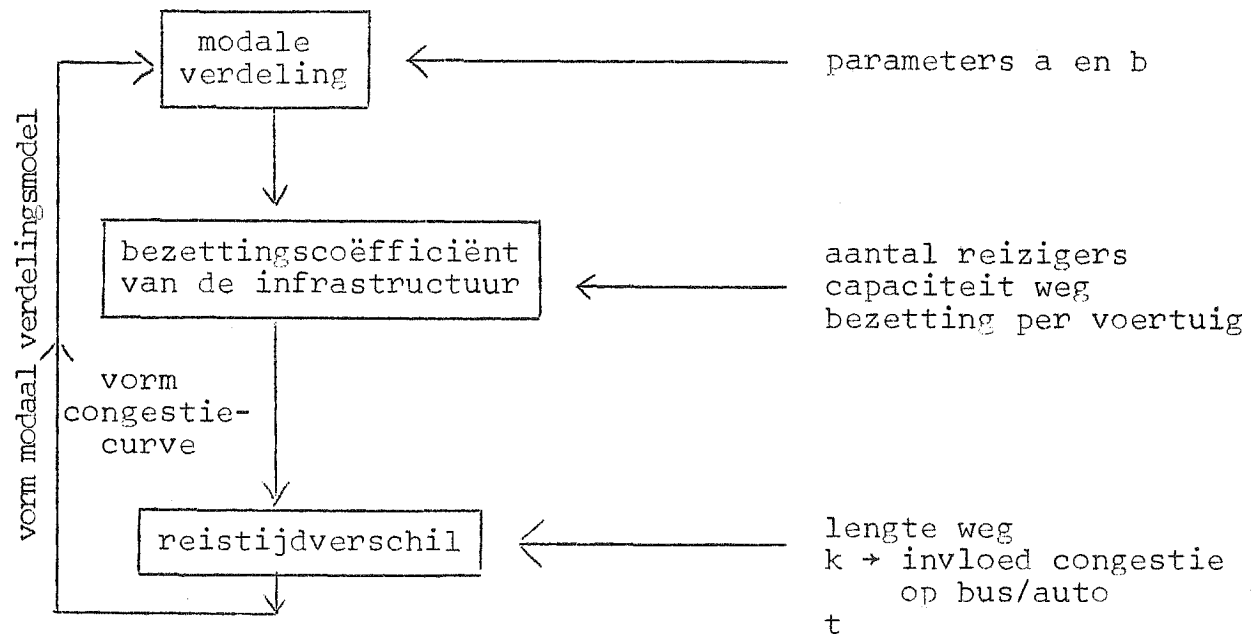 modale
verdeling
parameters a en b
bezettingscoëfficiënt
van de infrastructuur
aantal reizigers
capaciteit weg
bezetting per voertuig
vorm
congestie-
curve
vorm modaal verdelingsmodel
reistijdverschil
lengte weg
k → invloed congestie
op bus/auto
t